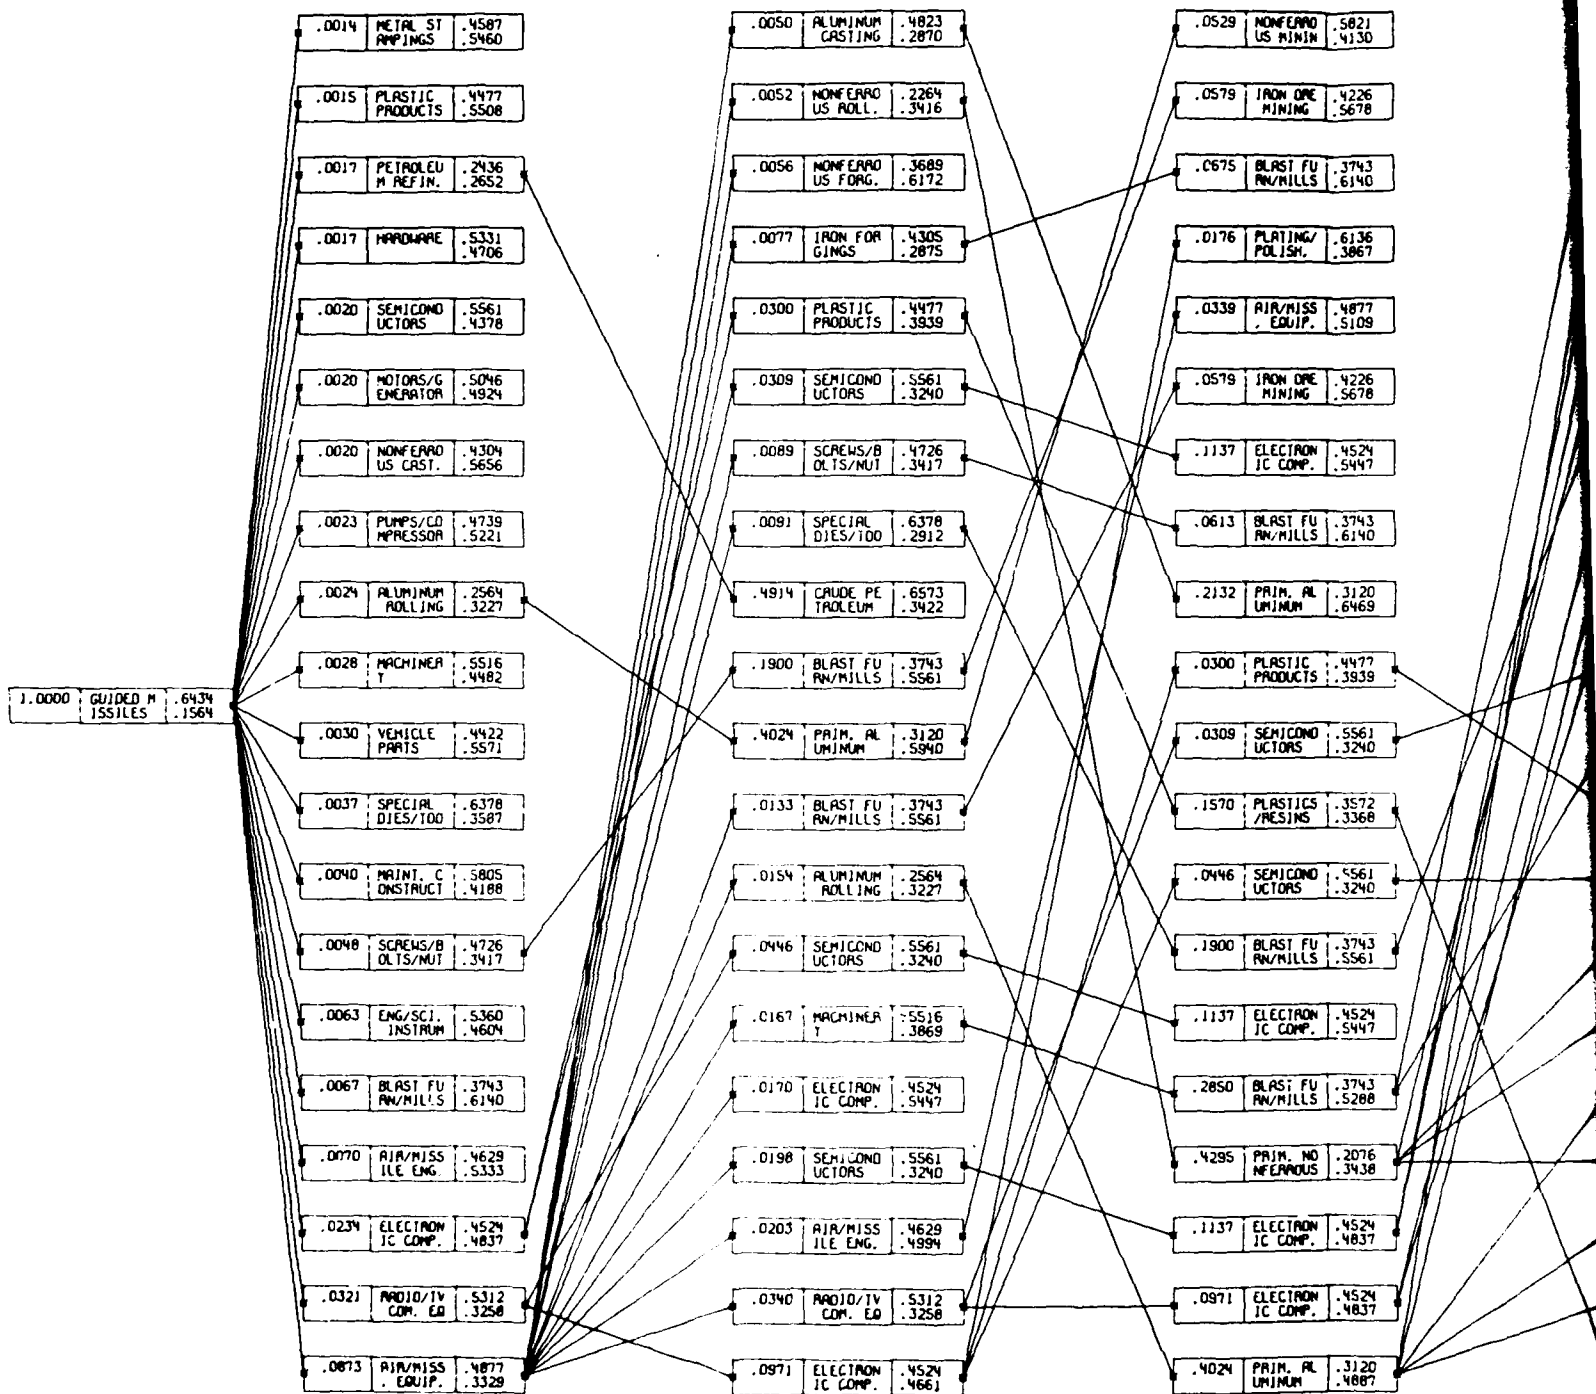 .0014 METAL ST .4587
AMPINGS .5460
.0015 PLASTIC .4477
PRODUCTS .5508
.0017 PETROLEU .2436
M REFIN. .2652
.0017 HARDWARE .5331
.4706
.0020 SEMICOND .5561
UCTORS .4378
.0020 MOTORS/G .5046
ENERATOR .4924
.0020 NONFERRO .4304
US CAST. .5656
.0023 PUMPS/CO .4739
MPRESSOR .5221
.0024 ALUMINUM .2564
ROLLING .3227
.0028 MACHINER .5516
Y .4482
1.0000 GUIDED M .6434
ISSILES .1564
.0030 VEHICLE .4422
PARTS .5571
.0037 SPECIAL .6378
DIES/TOO .3587
.0040 MAINT. C .5805
ONSTRUCT .4188
.0048 SCREWS/B .4726
OLTS/NUT .3417
.0063 ENG/SCI. .5360
INSTRUM .4604
.0067 BLAST FU .3743
RN/MILLS .6140
.0070 AIR/MISS .4629
ILE ENG. .5333
.0234 ELECTRON .4524
IC COMP. .4837
.0321 RADIO/TV .5312
COM. EQ .3258
.0873 AIR/MISS .4877
. EQUIP. .3329
.0050 ALUMINUM .4823
CASTING .2870
.0052 NONFERRO .2264
US ROLL. .3416
.0056 NONFERRO .3689
US FORG. .6172
.0077 IRON FOR .4305
GINGS .2875
.0300 PLASTIC .4477
PRODUCTS .3939
.0309 SEMICOND .5561
UCTORS .3240
.0089 SCREWS/B .4726
OLTS/NUT .3417
.0091 SPECIAL .6378
DIES/TOO .2912
.4914 CRUDE PE .6573
TROLEUM .3422
.1900 BLAST FU .3743
RN/MILLS .5561
.4024 PRIM. AL .3120
UMINUM .5940
.0133 BLAST FU .3743
RN/MILLS .5561
.0154 ALUMINUM .2564
ROLLING .3227
.0446 SEMICOND .5561
UCTORS .3240
.0167 MACHINER .5516
Y .3869
.0170 ELECTRON .4524
IC COMP. .5447
.0198 SEMICOND .5561
UCTORS .3240
.0203 AIR/MISS .4629
ILE ENG. .4994
.0340 RADIO/TV .5312
COM. EQ .3258
.0971 ELECTRON .4524
IC COMP. .4661
.0529 NONFERRO .5821
US MININ .4130
.0579 IRON ORE .4226
MINING .5678
.0675 BLAST FU .3743
RN/MILLS .6140
.0176 PLATING/ .6136
POLISH. .3867
.0339 AIR/MISS .4877
. EQUIP. .5109
.0579 IRON ORE .4226
MINING .5678
.1137 ELECTRON .4524
IC COMP. .5447
.0613 BLAST FU .3743
RN/MILLS .6140
.2132 PRIM. AL .3120
UMINUM .6469
.0300 PLASTIC .4477
PRODUCTS .3939
.0309 SEMICOND .5561
UCTORS .3240
.1570 PLASTICS .3572
/RESINS .3368
.0446 SEMICOND .5561
UCTORS .3240
.1900 BLAST FU .3743
RN/MILLS .5561
.1137 ELECTRON .4524
IC COMP. .5447
.2850 BLAST FU .3743
RN/MILLS .5288
.4295 PRIM. NO .2076
NFERROUS .3438
.1137 ELECTRON .4524
IC COMP. .4837
.0971 ELECTRON .4524
IC COMP. .4837
.4024 PRIM. AL .3120
UMINUM .4887